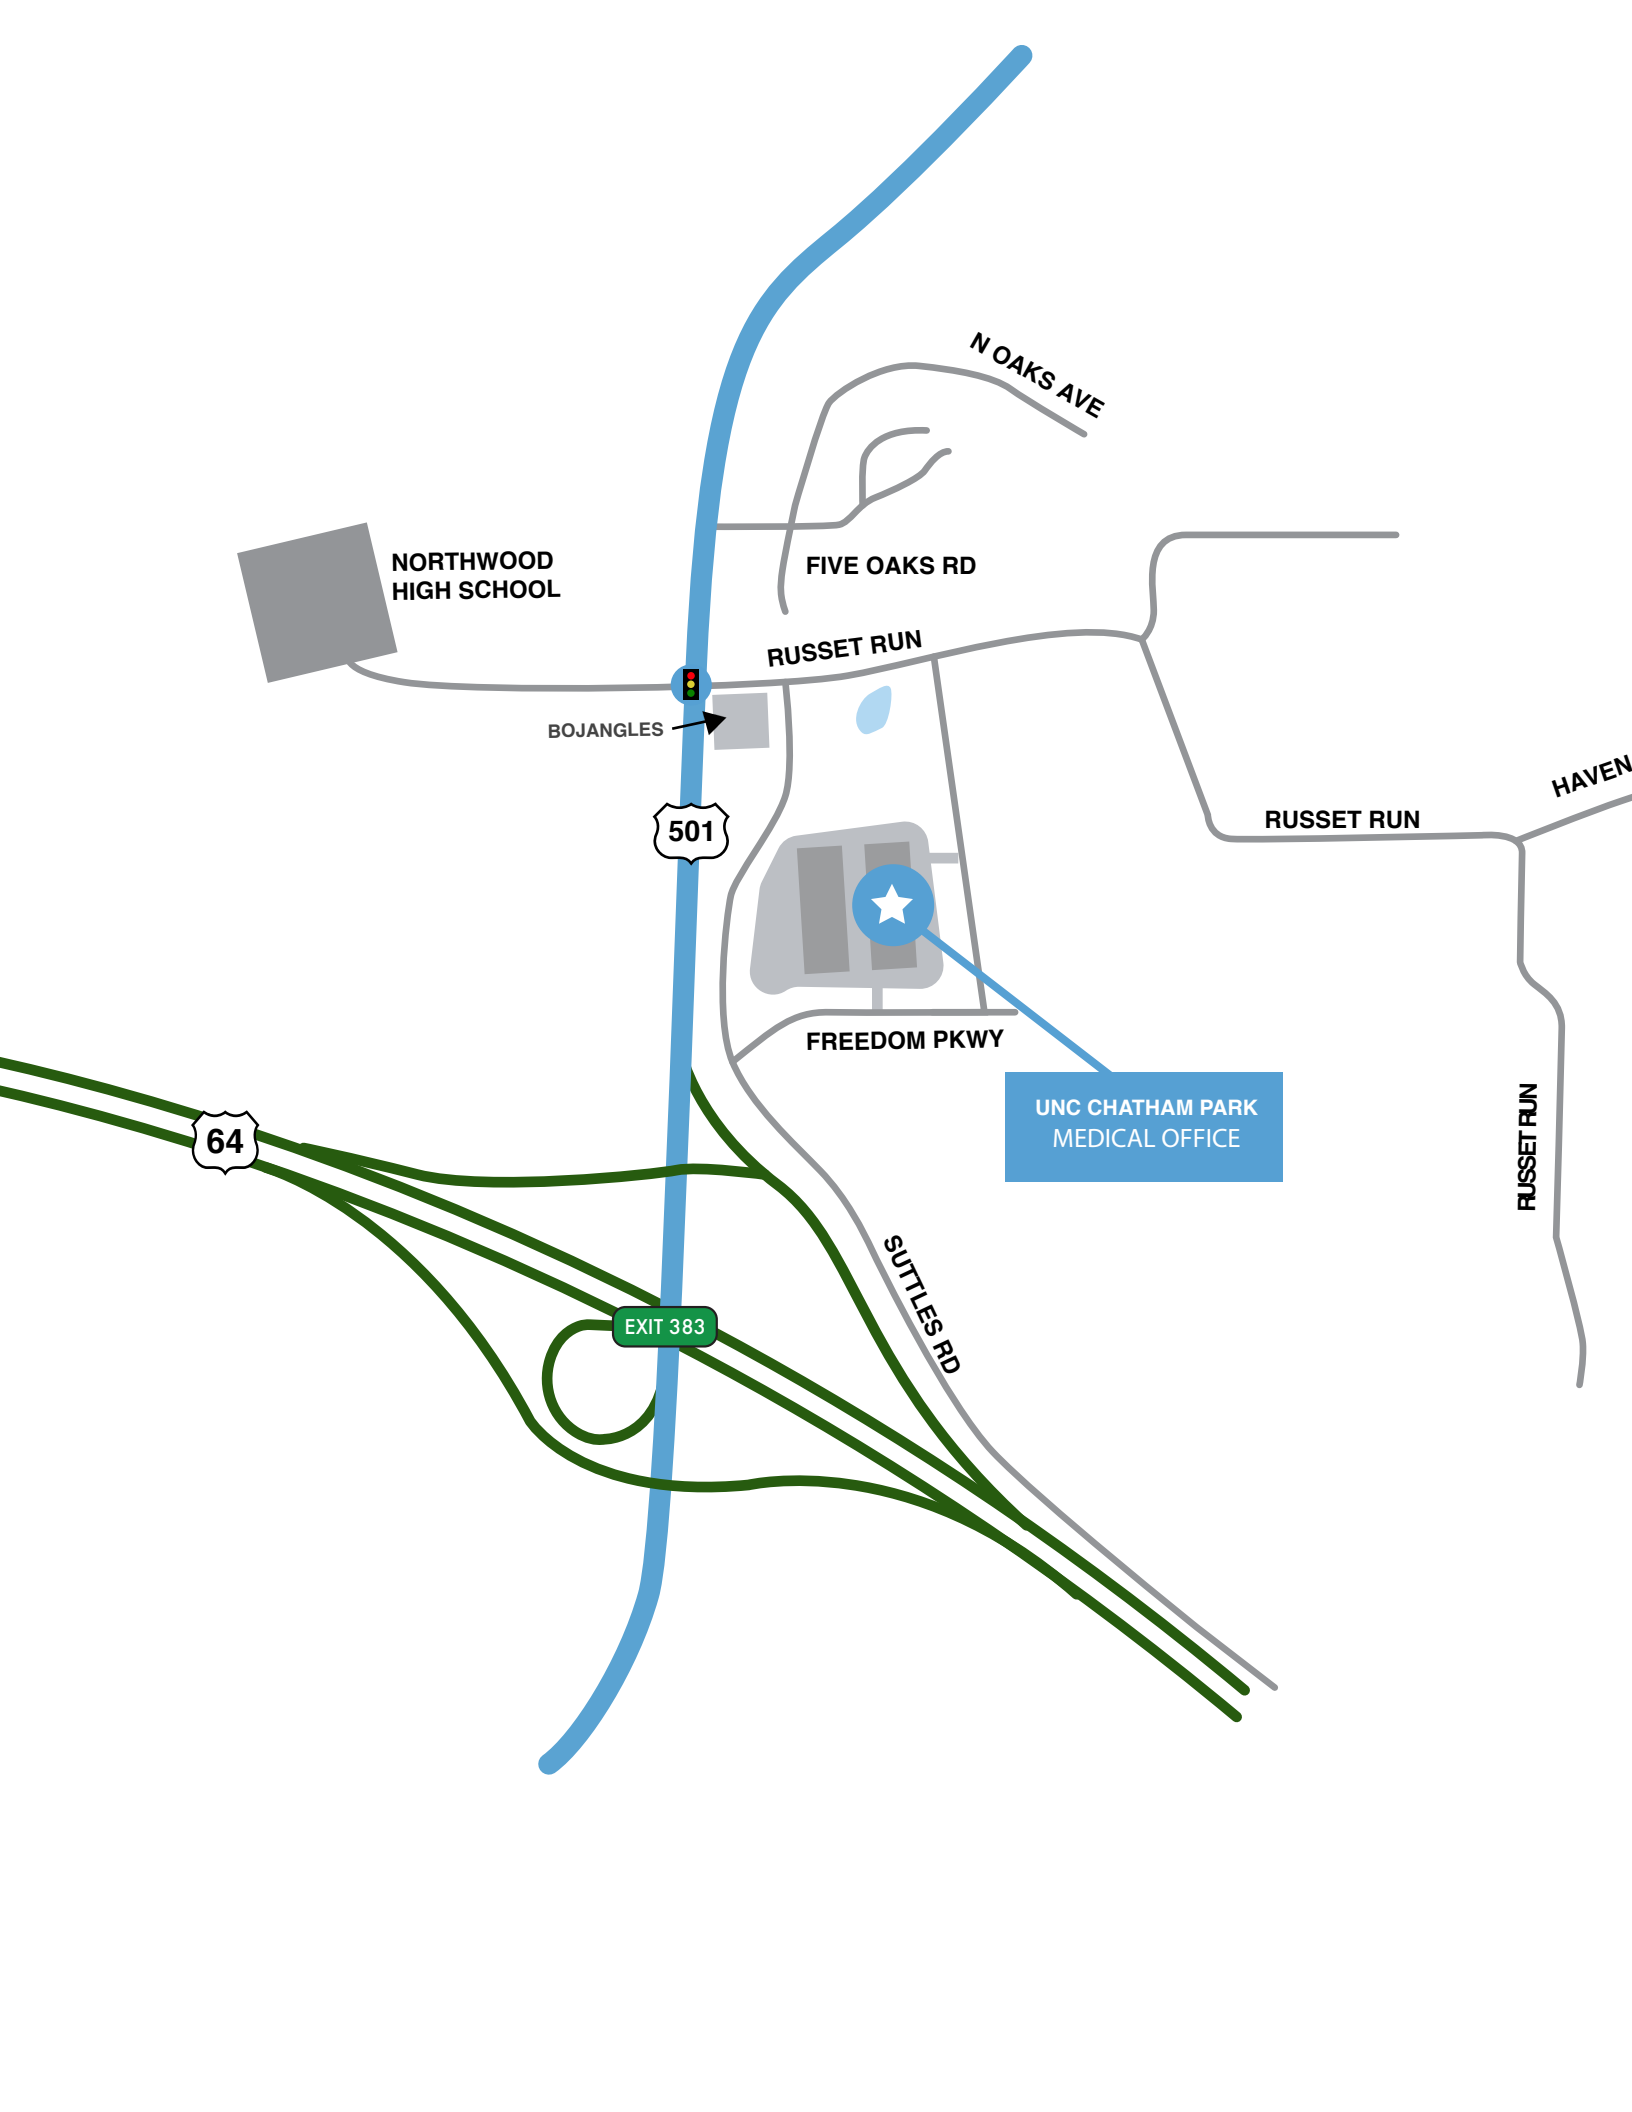 N OAKS AVE
NORTHWOOD
HIGH SCHOOL
FIVE OAKS RD
RUSSET RUN
BOJANGLES
HAVEN
RUSSET RUN
501
FREEDOM PKWY
UNC CHATHAM PARK
MEDICAL OFFICE
64
RUSSET RUN
SUTTLES RD
EXIT 383